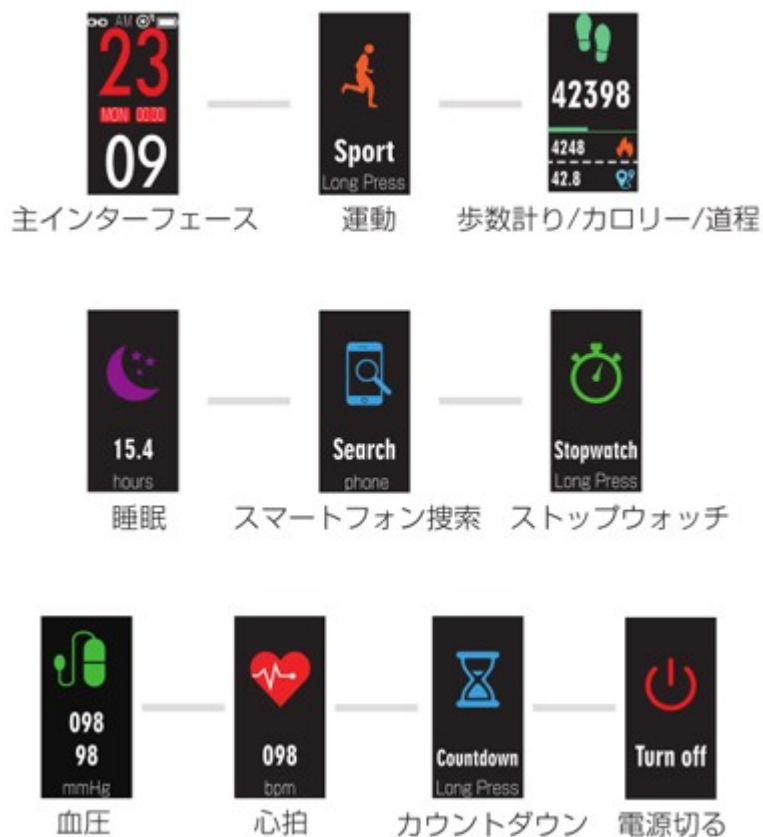 AM
23
MON 00:00
09
主インターフェース
Sport
Long Press
運動
42398
4248
42.8
歩数計り/カロリー/道程
15.4
hours
睡眠
Search
phone
スマートフォン捜索
Stopwatch
Long Press
ストップウォッチ
098
98
mmHg
血圧
098
bpm
心拍
Countdown
Long Press
カウントダウン
Turn off
電源切る